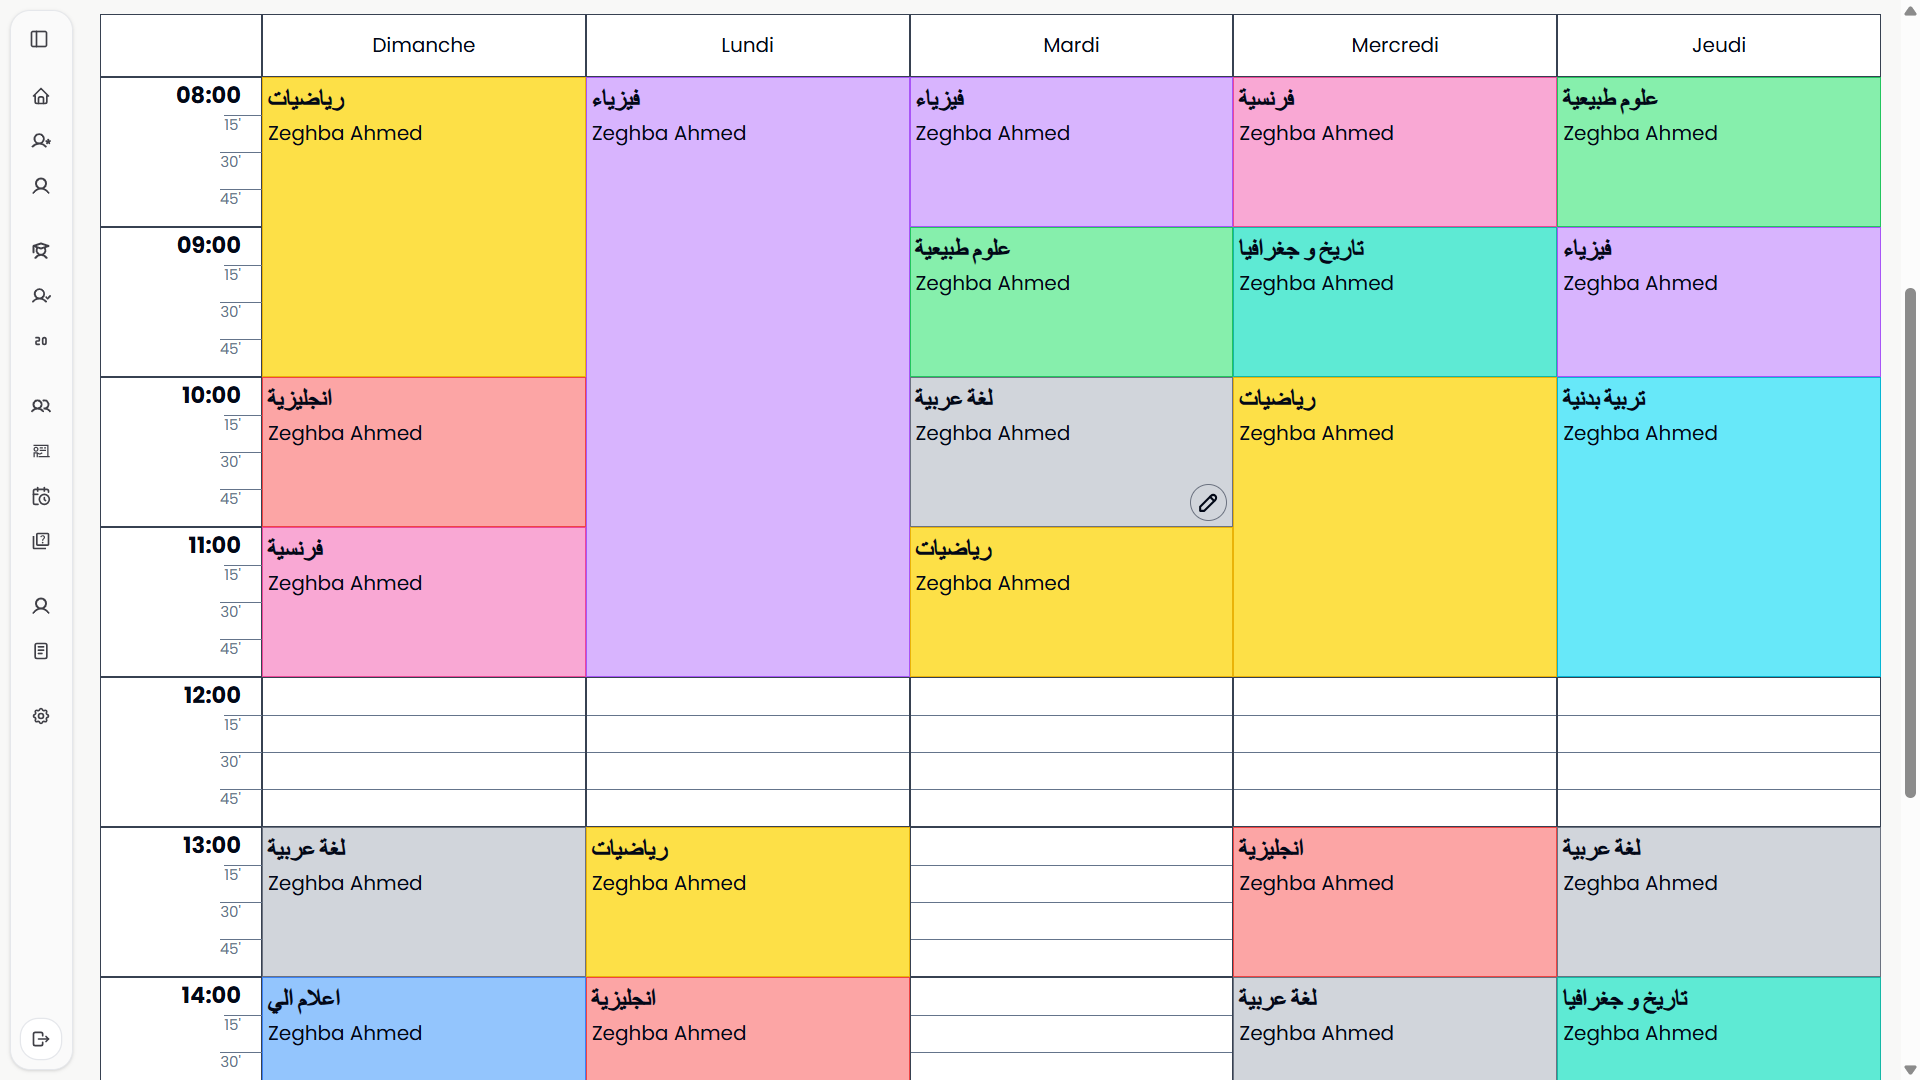 Dimanche
Lundi
Mardi
Mercredi
Jeudi
08:00
15'
30'
45'
رياضيات
Zeghba Ahmed
فيزياء
Zeghba Ahmed
فيزياء
Zeghba Ahmed
فرنسية
Zeghba Ahmed
علوم طبيعية
Zeghba Ahmed
09:00
15'
30'
45'
علوم طبيعية
Zeghba Ahmed
تاريخ و جغرافيا
Zeghba Ahmed
فيزياء
Zeghba Ahmed
20
10:00
15'
30'
45'
انجليزية
Zeghba Ahmed
لغة عربية
Zeghba Ahmed
رياضيات
Zeghba Ahmed
تربية بدنية
Zeghba Ahmed
11:00
15'
30'
45'
فرنسية
Zeghba Ahmed
رياضيات
Zeghba Ahmed
12:00
15'
30'
45'
13:00
15'
30'
45'
لغة عربية
Zeghba Ahmed
رياضيات
Zeghba Ahmed
انجليزية
Zeghba Ahmed
لغة عربية
Zeghba Ahmed
14:00
15'
30'
اعلام الي
Zeghba Ahmed
انجليزية
Zeghba Ahmed
لغة عربية
Zeghba Ahmed
تاريخ و جغرافيا
Zeghba Ahmed